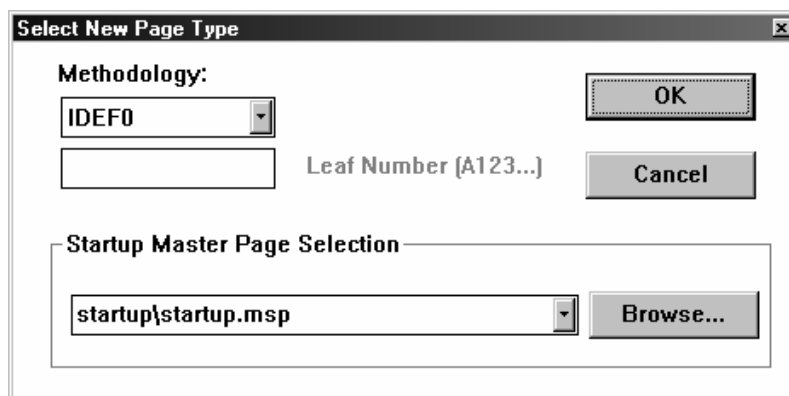 Select New Page Type
Methodology:
IDEF0
OK
Leaf Number (A123...)
Cancel
Startup Master Page Selection
startup\startup.msp
Browse...